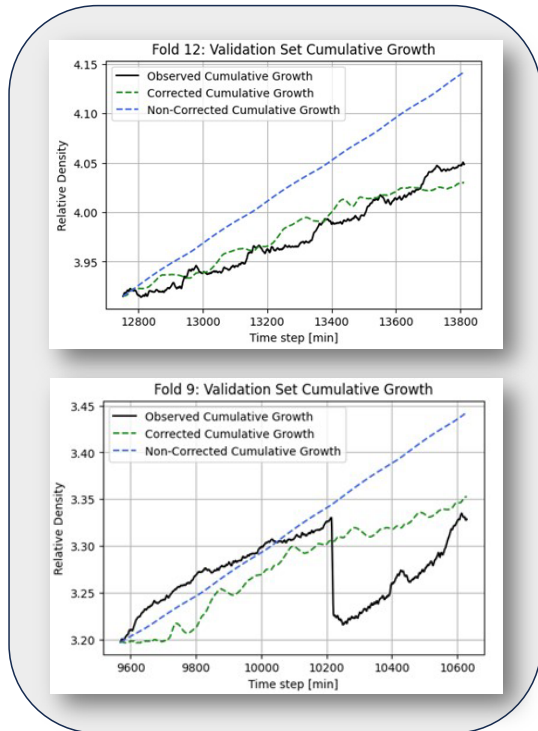 Fold 12: Validation Set Cumulative Growth
4.15
Observed Cumulative Growth
Corrected Cumulative Growth
Non-Corrected Cumulative Growth
4.10
4.05
4.00
3.95
Relative Density
12800 13000 13200 13400 13600 13800
Time step [min]
Fold 9: Validation Set Cumulative Growth
3.45
Observed Cumulative Growth
Corrected Cumulative Growth
Non-Corrected Cumulative Growth
3.40
3.35
3.30
3.25
3.20
Relative Density
9600 9800 10000 10200 10400 10600
Time step [min]